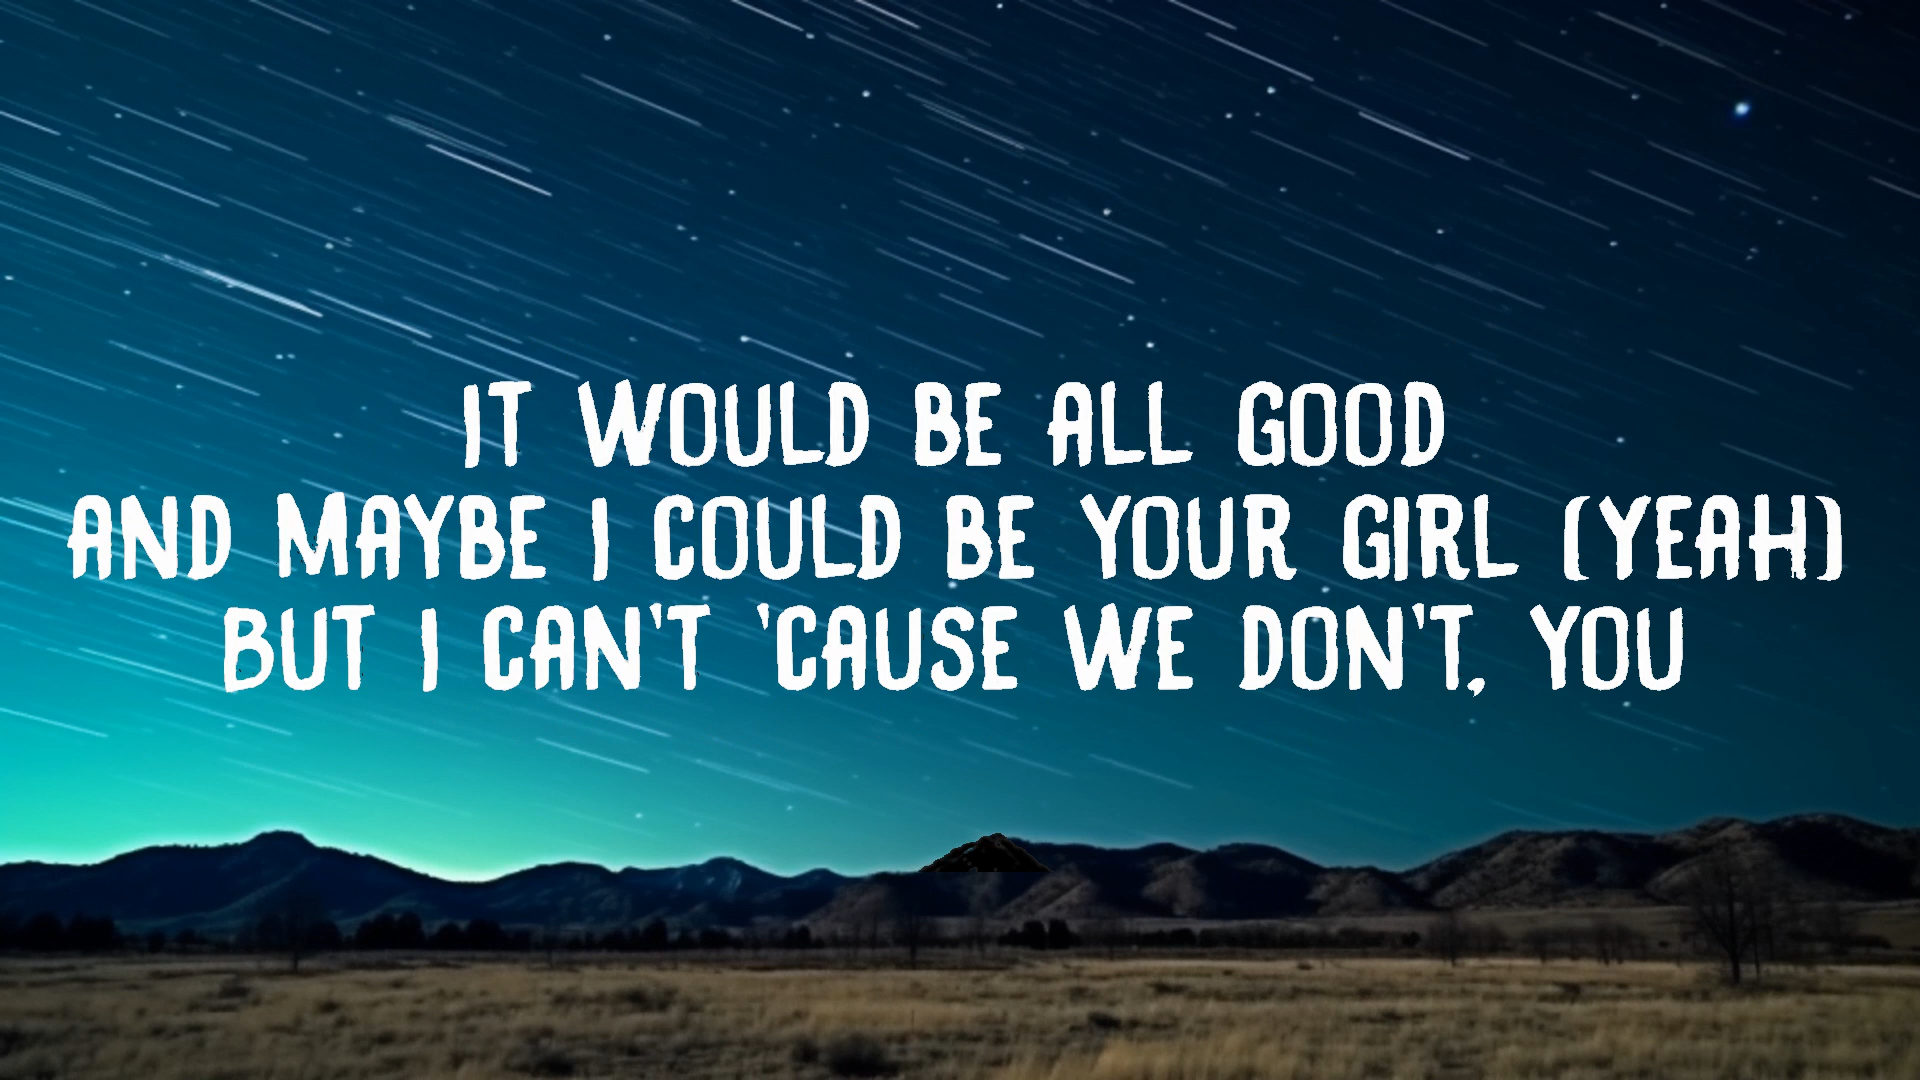 IT WOULD BE ALL GOOD
AND MAYBE I COULD BE YOUR GIRL (YEAH)
BUT I CAN'T 'CAUSE WE DON'T, YOU